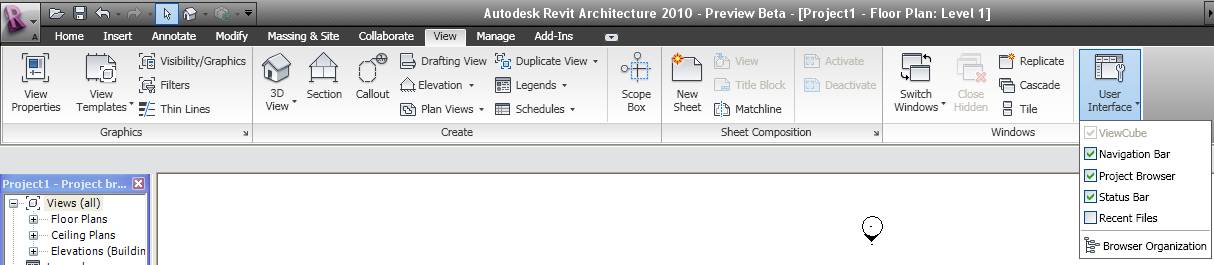 Autodesk Revit Architecture 2010 - Preview Beta - [Project1 - Floor Plan: Level 1]
Home Insert Annotate Modify Massing & Site Collaborate View Manage Add-Ins
View Properties
View Templates
Visibility/Graphics
Filters
Thin Lines
Graphics
3D View
Section
Callout
Drafting View
Elevation
Plan Views
Duplicate View
Legends
Schedules
Scope Box
Create
New Sheet
View
Title Block
Matchline
Activate
Deactivate
Sheet Composition
Switch Windows
Close Hidden
Replicate
Cascade
Tile
Windows
User Interface
ViewCube
Navigation Bar
Project Browser
Status Bar
Recent Files
Browser Organization
Project1 - Project br...
Views (all)
Floor Plans
Ceiling Plans
Elevations (Buildin